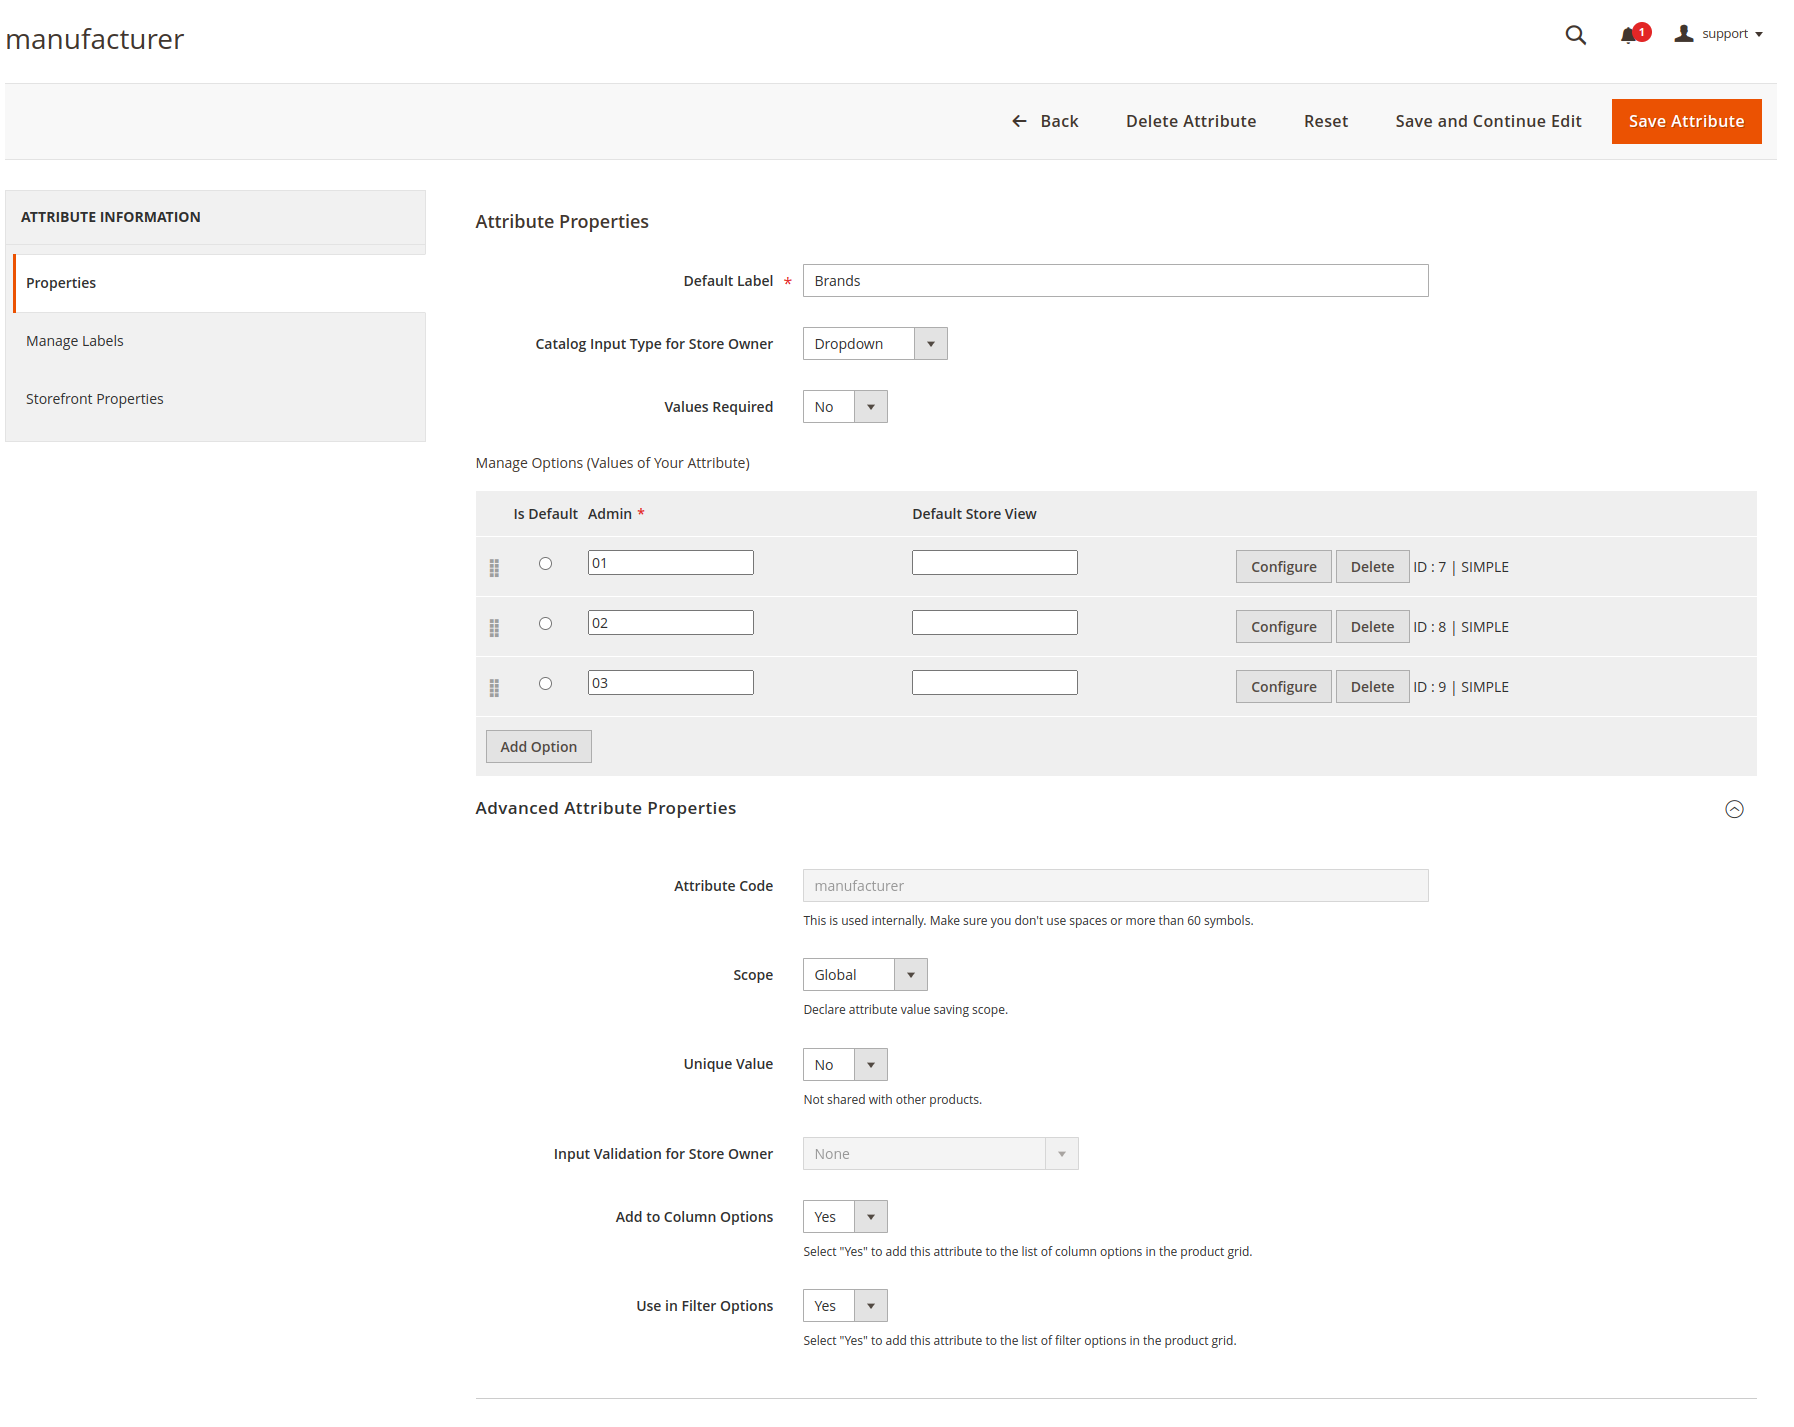 manufacturer
1
support
Back
Delete Attribute
Reset
Save and Continue Edit
Save Attribute
ATTRIBUTE INFORMATION
Properties
Manage Labels
Storefront Properties
Attribute Properties
Default Label *
Brands
Catalog Input Type for Store Owner
Dropdown
Values Required
No
Manage Options (Values of Your Attribute)
Is Default Admin * Default Store View
01 Configure Delete ID : 7 | SIMPLE
02 Configure Delete ID : 8 | SIMPLE
03 Configure Delete ID : 9 | SIMPLE
Add Option
Advanced Attribute Properties
Attribute Code
manufacturer
This is used internally. Make sure you don't use spaces or more than 60 symbols.
Scope
Global
Declare attribute value saving scope.
Unique Value
No
Not shared with other products.
Input Validation for Store Owner
None
Add to Column Options
Yes
Select "Yes" to add this attribute to the list of column options in the product grid.
Use in Filter Options
Yes
Select "Yes" to add this attribute to the list of filter options in the product grid.